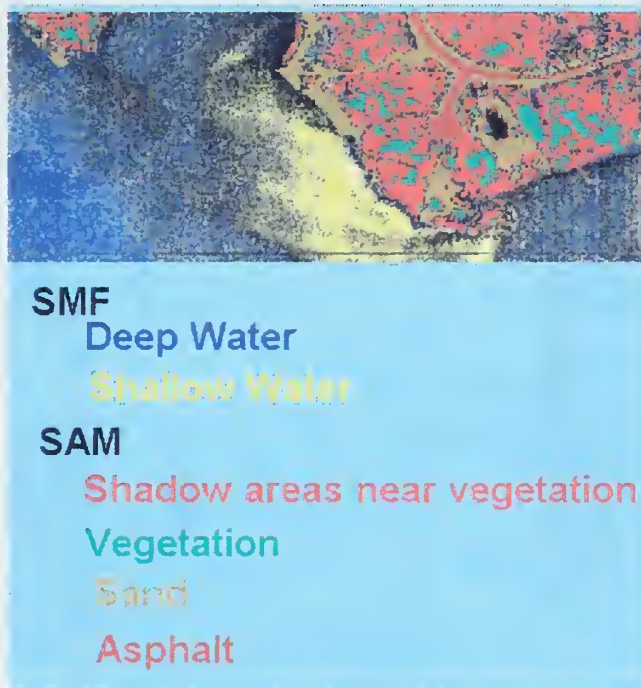 SMF
Deep Water
Shallow Water
SAM
Shadow areas near vegetation
Vegetation
Sand
Asphalt